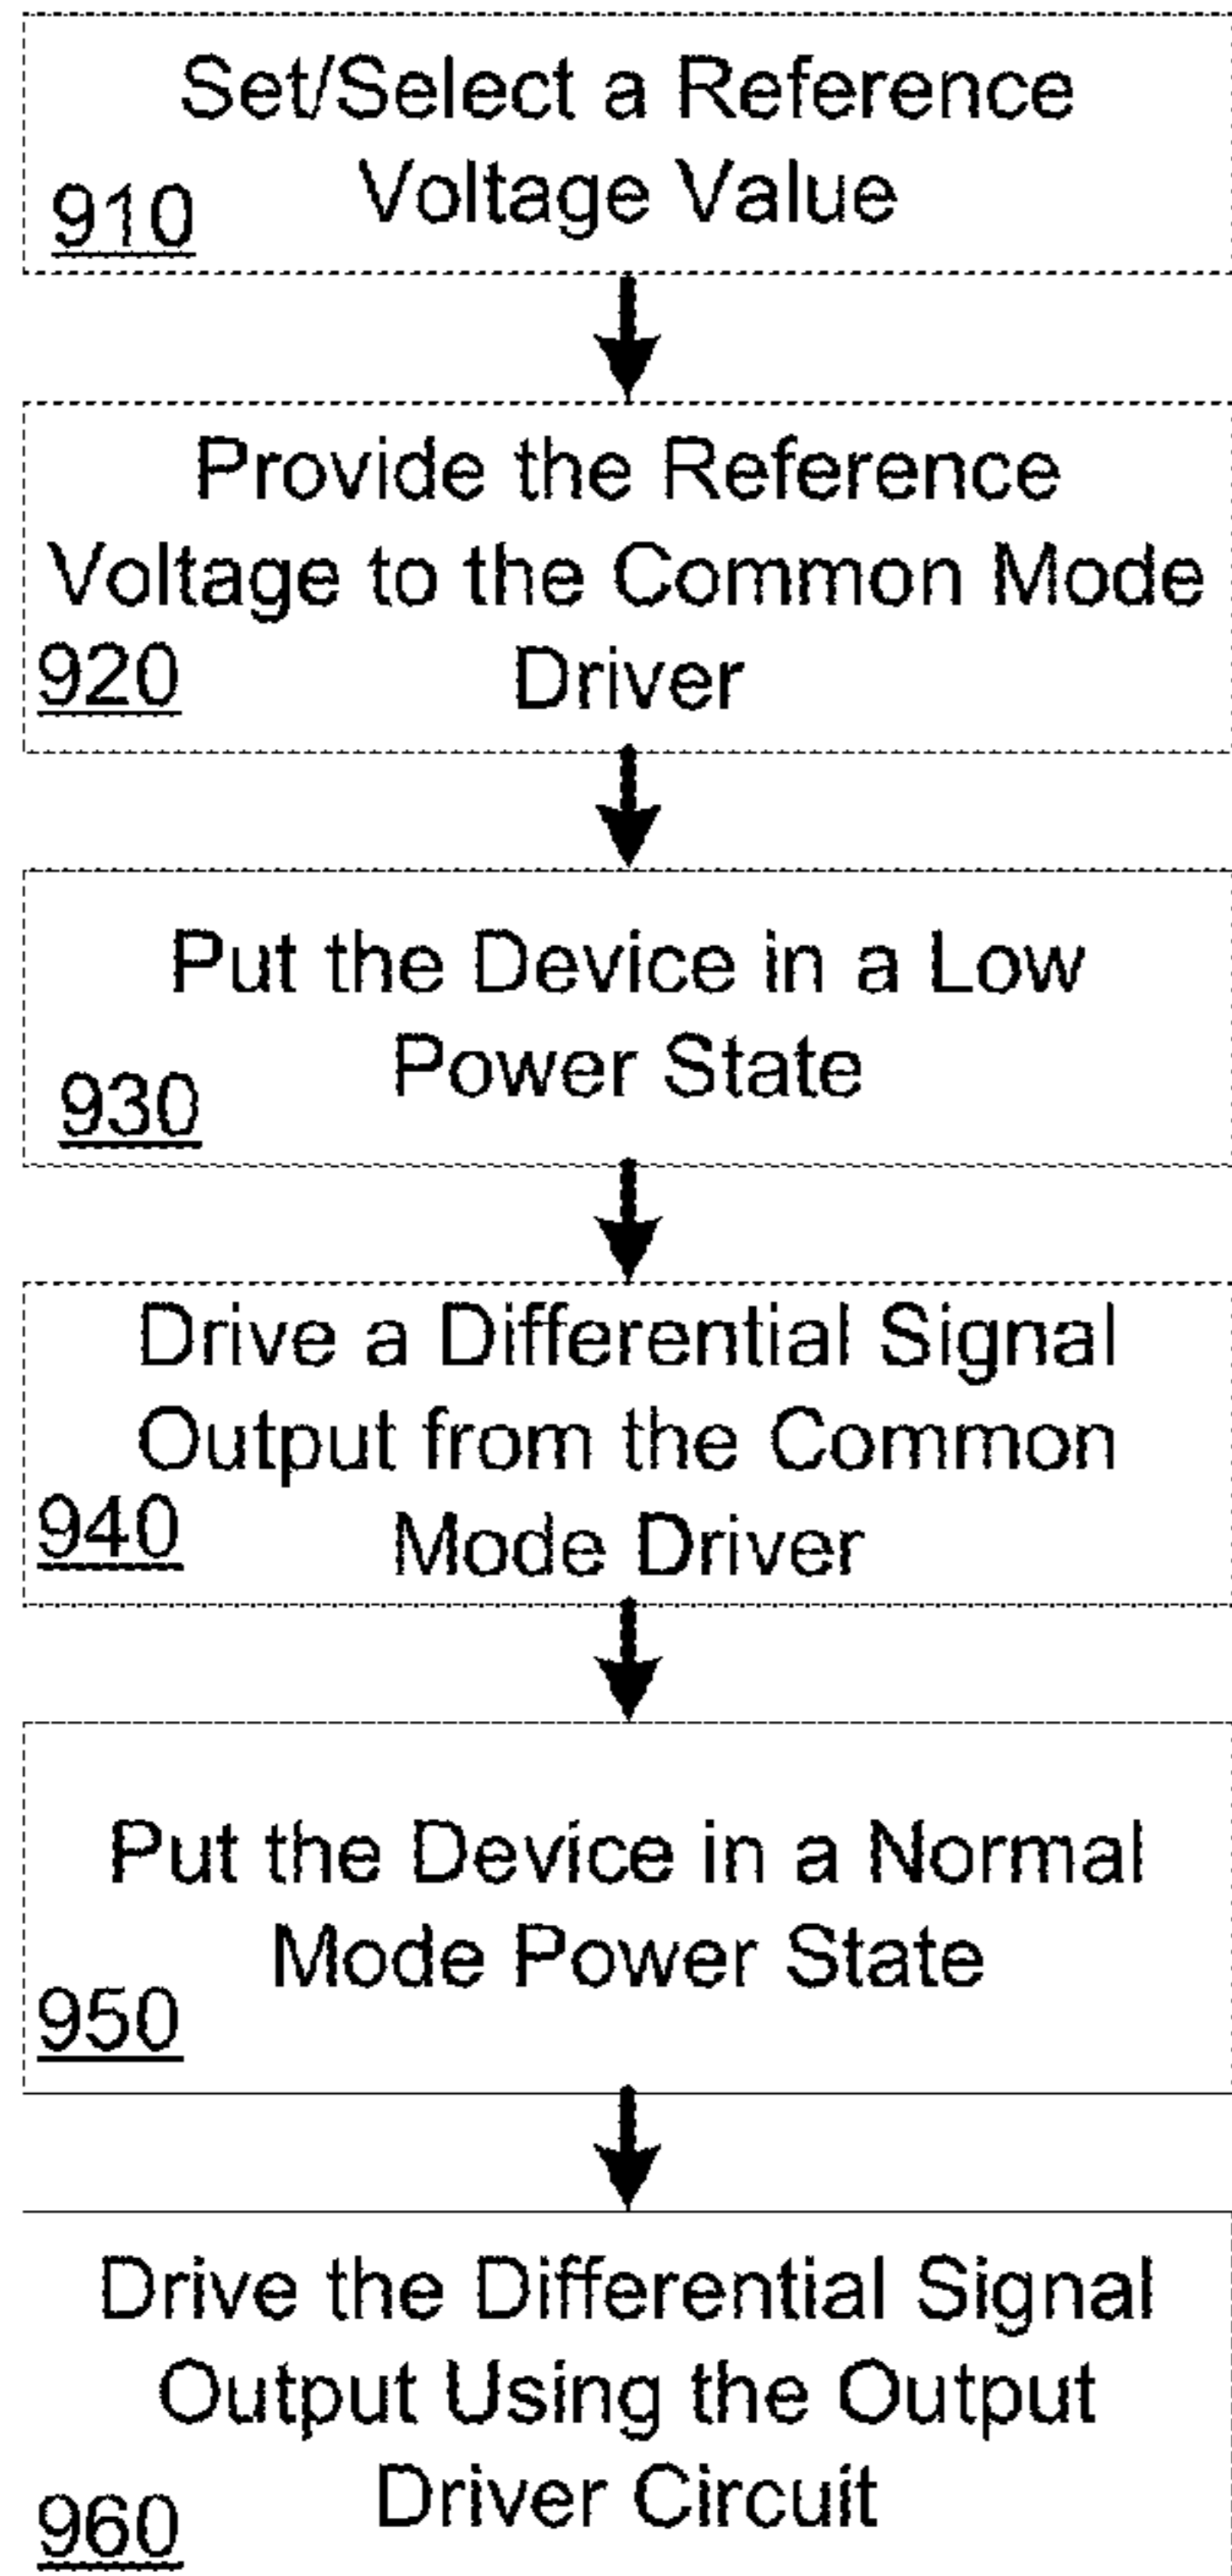 Set/Select a Reference
Voltage Value
910
Provide the Reference
Voltage to the Common Mode
Driver
920
Put the Device in a Low
Power State
930
Drive a Differential Signal
Output from the Common
Mode Driver
940
Put the Device in a Normal
Mode Power State
950
Drive the Differential Signal
Output Using the Output
Driver Circuit
960